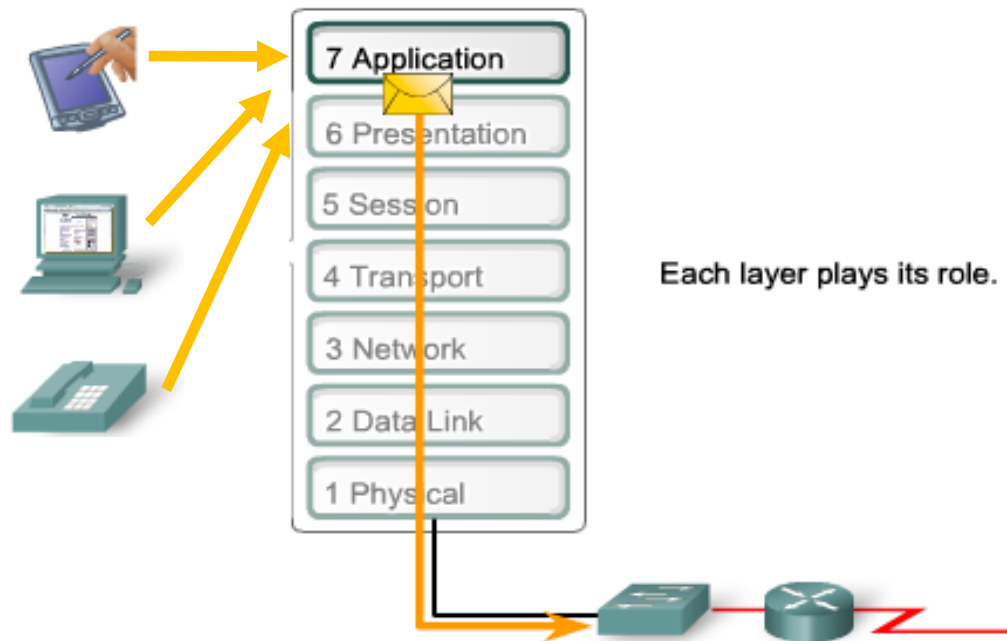 7 Application
6 Presentation
5 Session
4 Transport
Each layer plays its role.
3 Network
2 Data Link
1 Physical